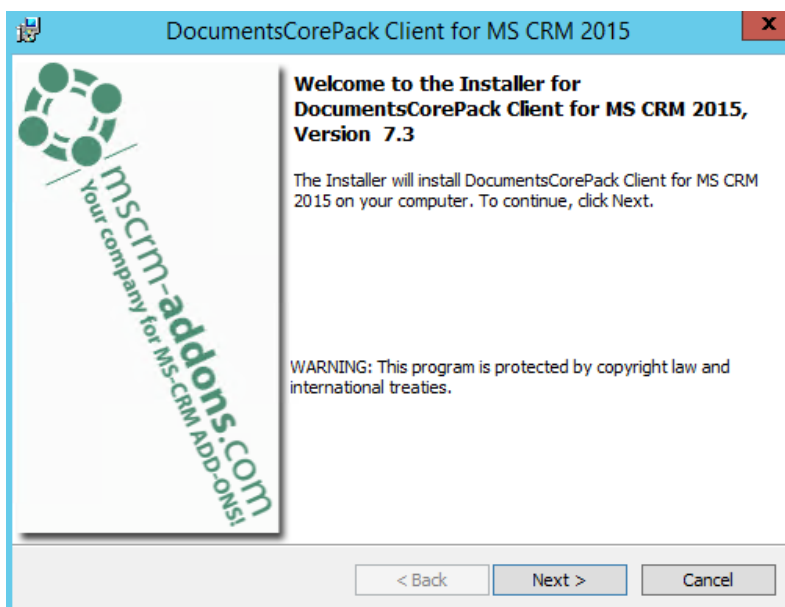 DocumentsCorePack Client for MS CRM 2015
x
Welcome to the Installer for
DocumentsCorePack Client for MS CRM 2015,
Version 7.3
The Installer will install DocumentsCorePack Client for MS CRM
2015 on your computer. To continue, click Next.
mscrm-addons.com
Your company for MS-CRM ADD-ONS!
WARNING: This program is protected by copyright law and
international treaties.
< Back
Next >
Cancel